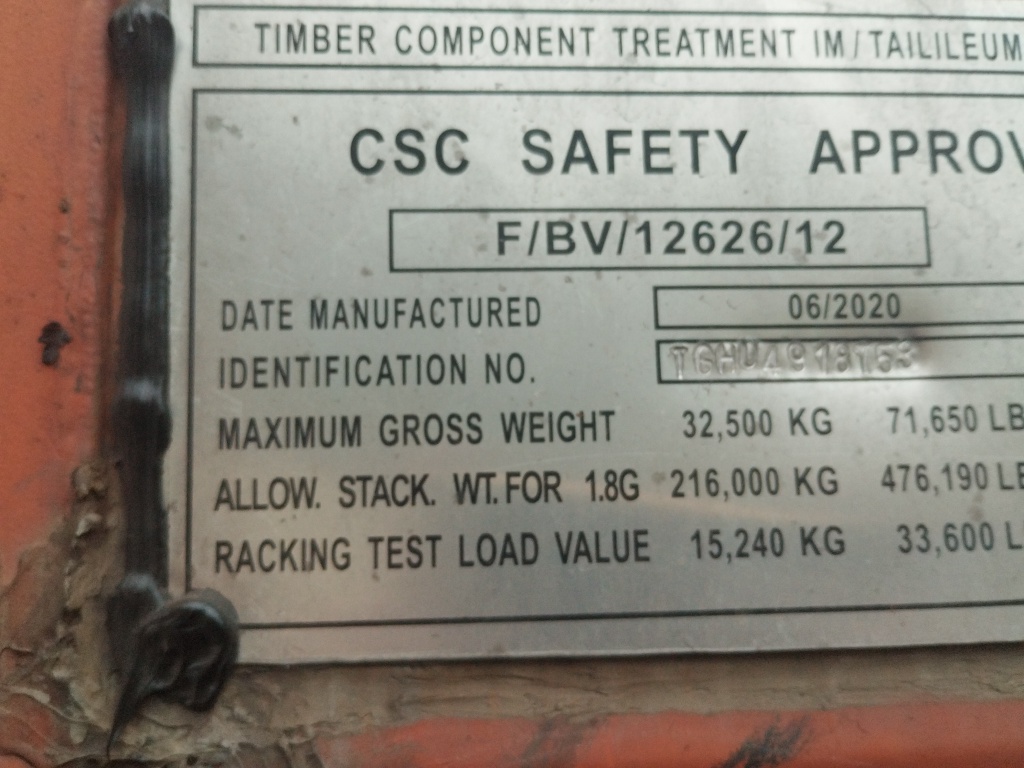 TIMBER COMPONENT TREATMENT IM/TAILILEUM
CSC SAFETY APPROV
F/BV/12626/12
DATE MANUFACTURED 06/2020
IDENTIFICATION NO.
MAXIMUM GROSS WEIGHT 32,500 KG 71,650 LB
ALLOW. STACK. WT. FOR 1.8G 216,000 KG 476,190 LB
RACKING TEST LOAD VALUE 15,240 KG 33,600 L